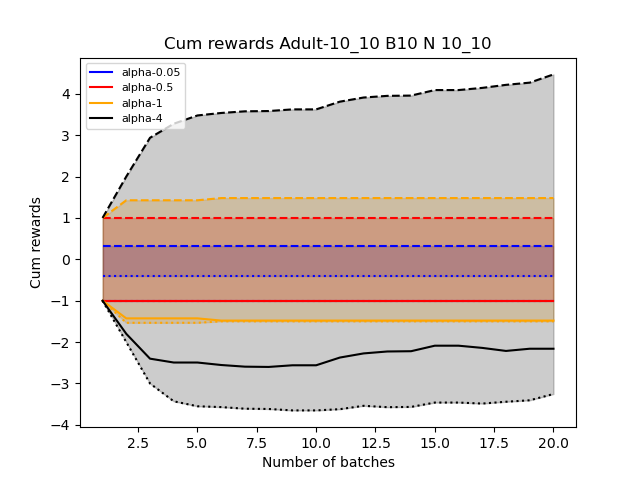 Cum rewards Adult-10_10 B10 N 10_10
alpha-0.05
alpha-0.5
alpha-1
alpha-4
4
3
2
1
0
−1
−2
−3
−4
Cum rewards
2.5 5.0 7.5 10.0 12.5 15.0 17.5 20.0
Number of batches